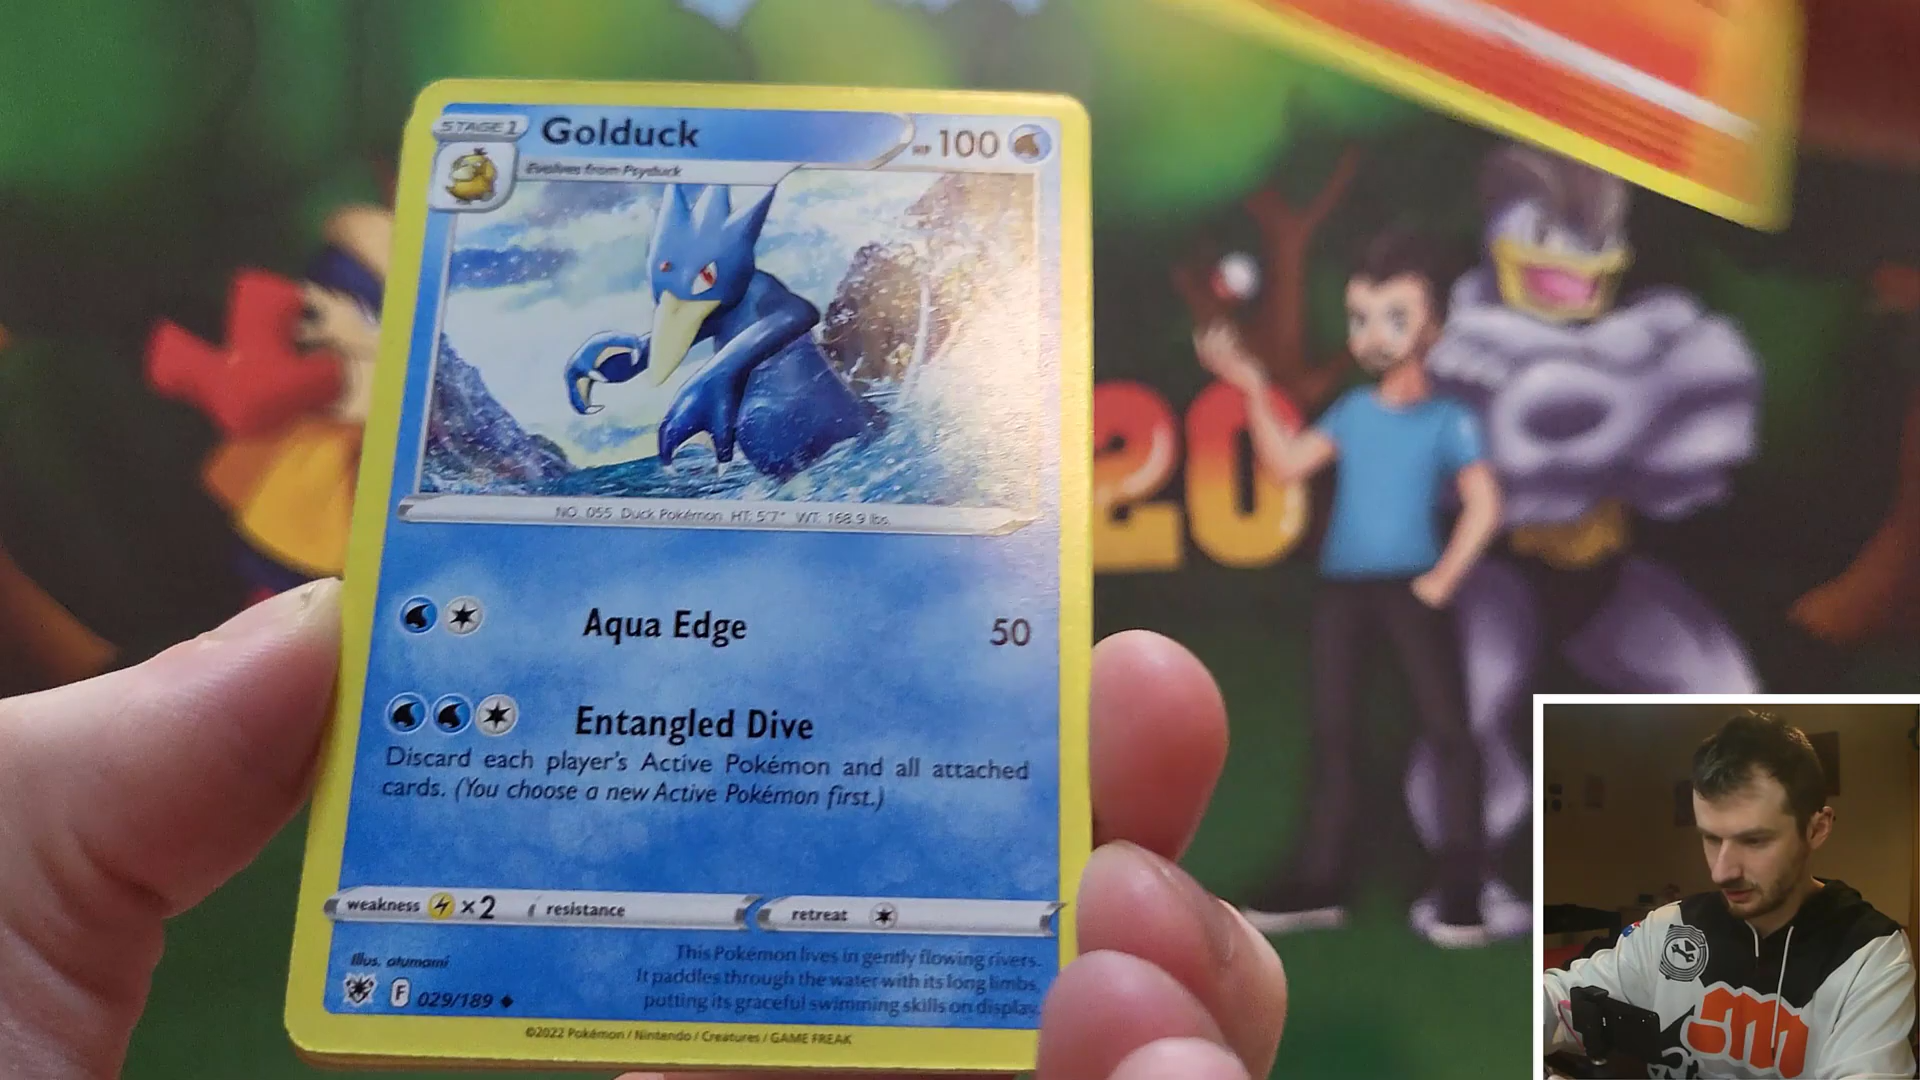 STAGE 1
Golduck
HP 100
Evolves from Psyduck
NO. 055 Duck Pokémon HT: 5'7" WT: 168.9 lbs.
20
Aqua Edge 50
Entangled Dive
Discard each player's Active Pokémon and all attached
cards. (You choose a new Active Pokémon first.)
weakness ×2 resistance retreat
Illus. otumami
F 029/189
This Pokémon lives in gently flowing rivers.
It paddles through the water with its long limbs,
putting its graceful swimming skills on display.
©2022 Pokémon / Nintendo / Creatures / GAME FREAK